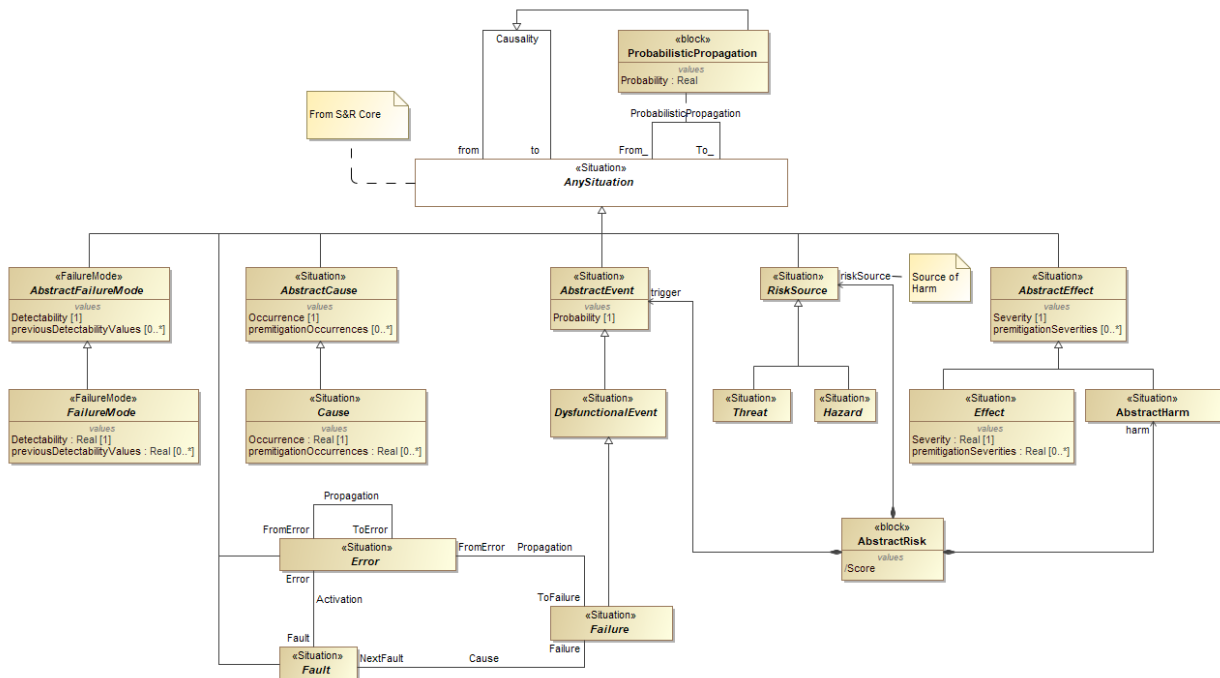 Causality
«block»
ProbabilisticPropagation
values
Probability : Real
From S&R Core
ProbabilisticPropagation
from
to
From_
To_
«Situation»
AnySituation
«FailureMode»
AbstractFailureMode
values
Detectability [1]
previousDetectabilityValues [0..*]
«Situation»
AbstractCause
values
Occurrence [1]
premitigationOccurrences [0..*]
«Situation»
AbstractEvent
values
Probability [1]
trigger
«Situation»
RiskSource
riskSource
Source of
Harm
«Situation»
AbstractEffect
values
Severity [1]
premitigationSeverities [0..*]
«FailureMode»
FailureMode
values
Detectability : Real [1]
previousDetectabilityValues : Real [0..*]
«Situation»
Cause
values
Occurrence : Real [1]
premitigationOccurrences : Real [0..*]
«Situation»
DysfunctionalEvent
«Situation»
Threat
«Situation»
Hazard
«Situation»
Effect
values
Severity : Real [1]
premitigationSeverities : Real [0..*]
«Situation»
AbstractHarm
harm
Propagation
FromError
ToError
«Situation»
Error
FromError
Propagation
«block»
AbstractRisk
values
/Score
Error
Activation
ToFailure
«Situation»
Failure
Fault
Failure
«Situation»
Fault
NextFault
Cause